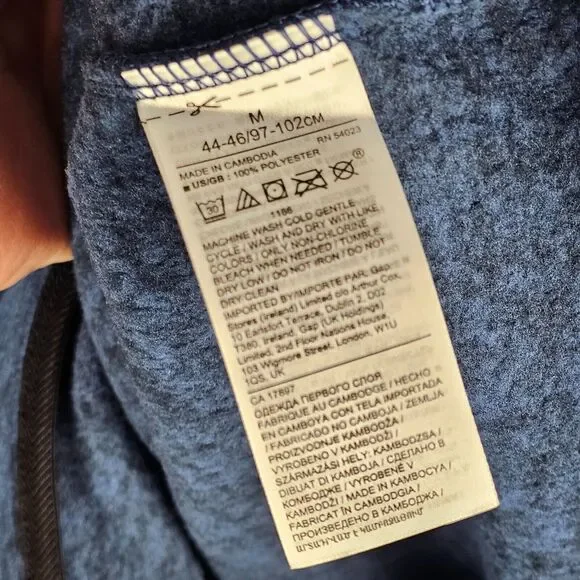 M
44-46/97-102CM
MADE IN CAMBODIA RN 54023
■ US/GB : 100% POLYESTER
30
1186
MACHINE WASH COLD GENTLE
CYCLE / WASH AND DRY WITH LIKE
COLORS / ONLY NON-CHLORINE
BLEACH WHEN NEEDED / TUMBLE
DRY LOW / DO NOT IRON / DO NOT
DRY CLEAN
IMPORTED BY/IMPORTE PAR, Gap
Stores (Ireland) Limited c/o Arthur Cox,
10 Earlsfort Terrace, Dublin 2, D02
T380, Ireland, Gap (UK Holdings)
Limited, 2nd Floor Nations House,
103 Wigmore Street, London, W1U
1QS, UK
CA 17897
ОДЕЖДА ПЕРВОГО СЛОЯ
FABRIQUÉ AU CAMBODGE / HECHO
EN CAMBOYA CON TELA IMPORTADA
/ FABRICADO NO CAMBOJA / ZEMLJA
PROIZVODNJE KAMBODŽA /
VYROBENO V KAMBODŽI /
SZÁRMAZÁSI HELY: KAMBODZSA /
DIBUAT DI KAMBOJA / СДЕЛАНО В
КОМБОДЖЕ / VYROBENÉ V
KAMBODŽI / MADE IN KAMBOÇYA /
FABRICAT ÎN CAMBODGIA /
ПРОИЗВЕДЕНО В КАМБОДЖА /